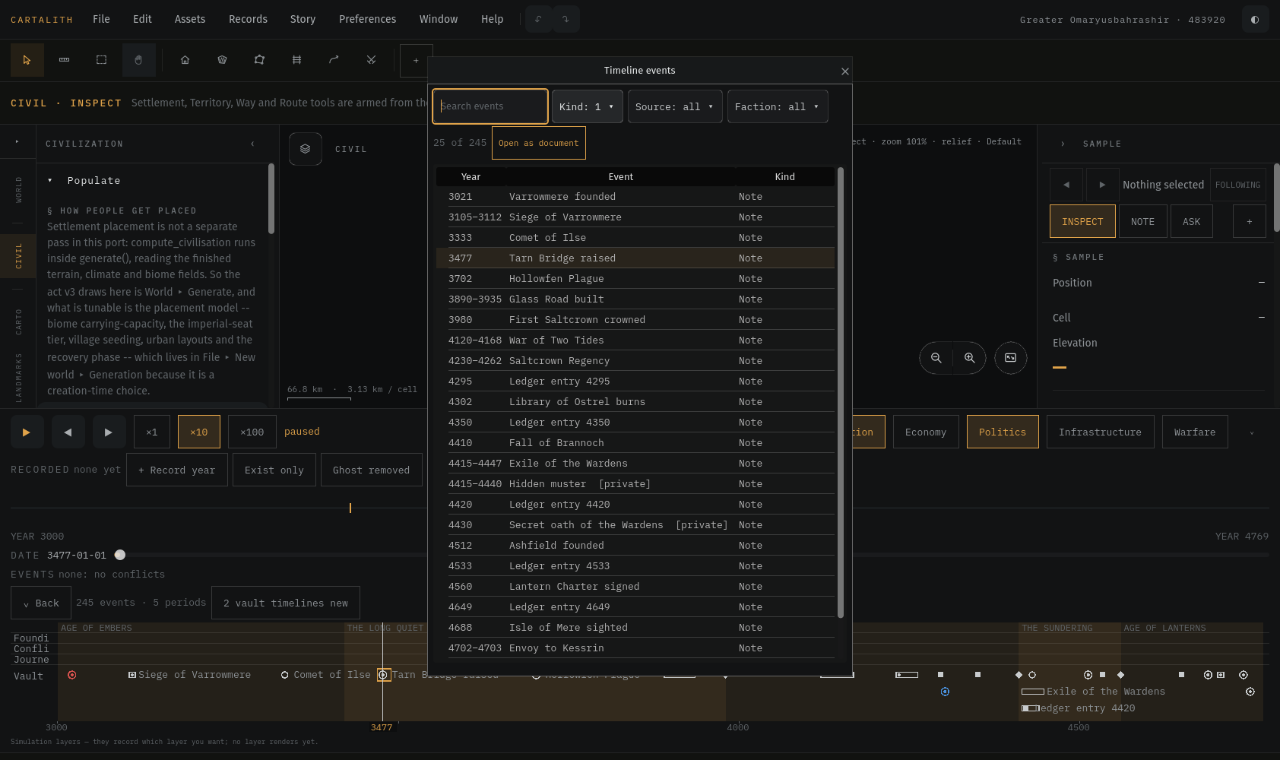 CARTALITH File Edit Assets Records Story Preferences Window Help Greater Omaryusbahrashir · 483920
CIVIL · INSPECT Settlement, Territory, Way and Route tools are armed from th
Timeline events
Search events Kind: 1 Source: all Faction: all
25 of 245 Open as document
Year Event Kind
3021 Varrowmere founded Note
3105–3112 Siege of Varrowmere Note
3333 Comet of Ilse Note
3477 Tarn Bridge raised Note
3702 Hollowfen Plague Note
3890–3935 Glass Road built Note
3980 First Saltcrown crowned Note
4120–4168 War of Two Tides Note
4230–4262 Saltcrown Regency Note
4295 Ledger entry 4295 Note
4302 Library of Ostrel burns Note
4350 Ledger entry 4350 Note
4410 Fall of Brannoch Note
4415–4447 Exile of the Wardens Note
4415–4440 Hidden muster [private] Note
4420 Ledger entry 4420 Note
4430 Secret oath of the Wardens [private] Note
4512 Ashfield founded Note
4533 Ledger entry 4533 Note
4560 Lantern Charter signed Note
4649 Ledger entry 4649 Note
4688 Isle of Mere sighted Note
4702–4703 Envoy to Kessrin Note
WORLD
CIVIL
CARTO
LANDMARKS
CIVILIZATION
Populate
§ HOW PEOPLE GET PLACED
Settlement placement is not a separate
pass in this port: compute_civilisation runs
inside generate(), reading the finished
terrain, climate and biome fields. So the
act v3 draws here is World ▸ Generate, and
what is tunable is the placement model --
biome carrying-capacity, the imperial-seat
tier, village seeding, urban layouts and the
recovery phase -- which lives in File ▸ New
world ▸ Generation because it is a
creation-time choice.
CIVIL
ect · zoom 101% · relief · Default
66.8 km · 3.13 km / cell
SAMPLE
Nothing selected FOLLOWING
INSPECT NOTE ASK +
§ SAMPLE
Position –
Cell –
Elevation
×1 ×10 ×100 paused
tion Economy Politics Infrastructure Warfare
RECORDED none yet + Record year Exist only Ghost removed
YEAR 3000 YEAR 4769
DATE 3477-01-01
EVENTS none: no conflicts
Back 245 events · 5 periods 2 vault timelines new
AGE OF EMBERS THE LONG QUIET THE SUNDERING AGE OF LANTERNS
Foundi
Confli
Journe
Vault Siege of Varrowmere Comet of Ilse Tarn Bridge raised Hollowfen Plague
Exile of the Wardens
Ledger entry 4420
3000 3477 4000 4500
Simulation layers — they record which layer you want; no layer renders yet.